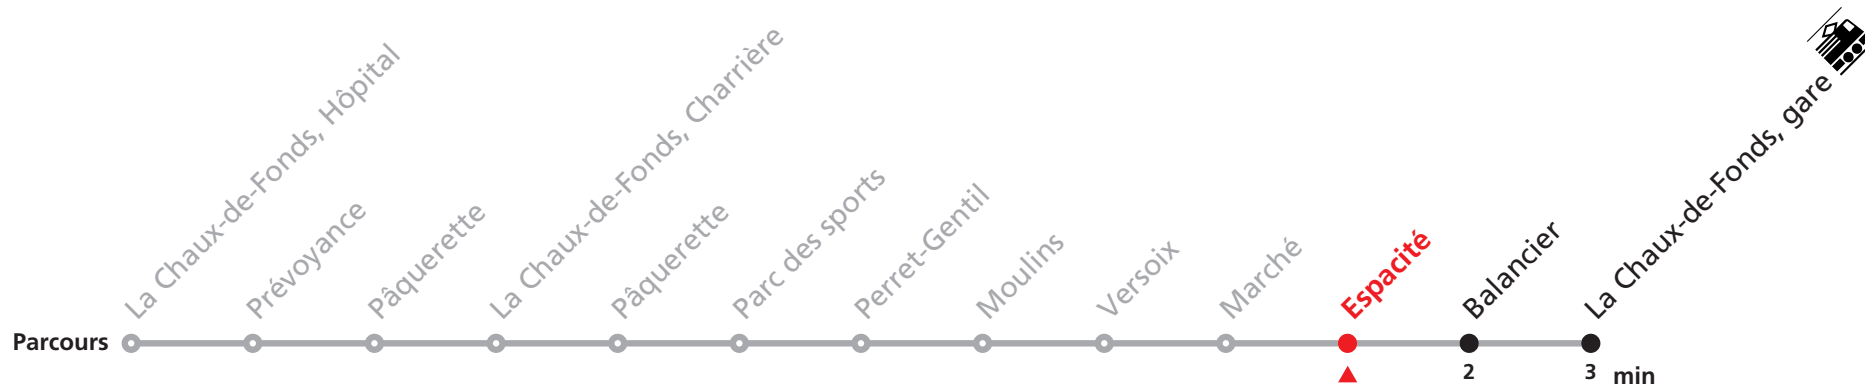 La Chaux-de-Fonds, Hôpital
Prévoyance
Pâquerette
La Chaux-de-Fonds, Charrière
Pâquerette
Parc des sports
Perret-Gentil
Moulins
Versoix
Marché
Espacité
Balancier
La Chaux-de-Fonds, gare
Parcours
2
3
min